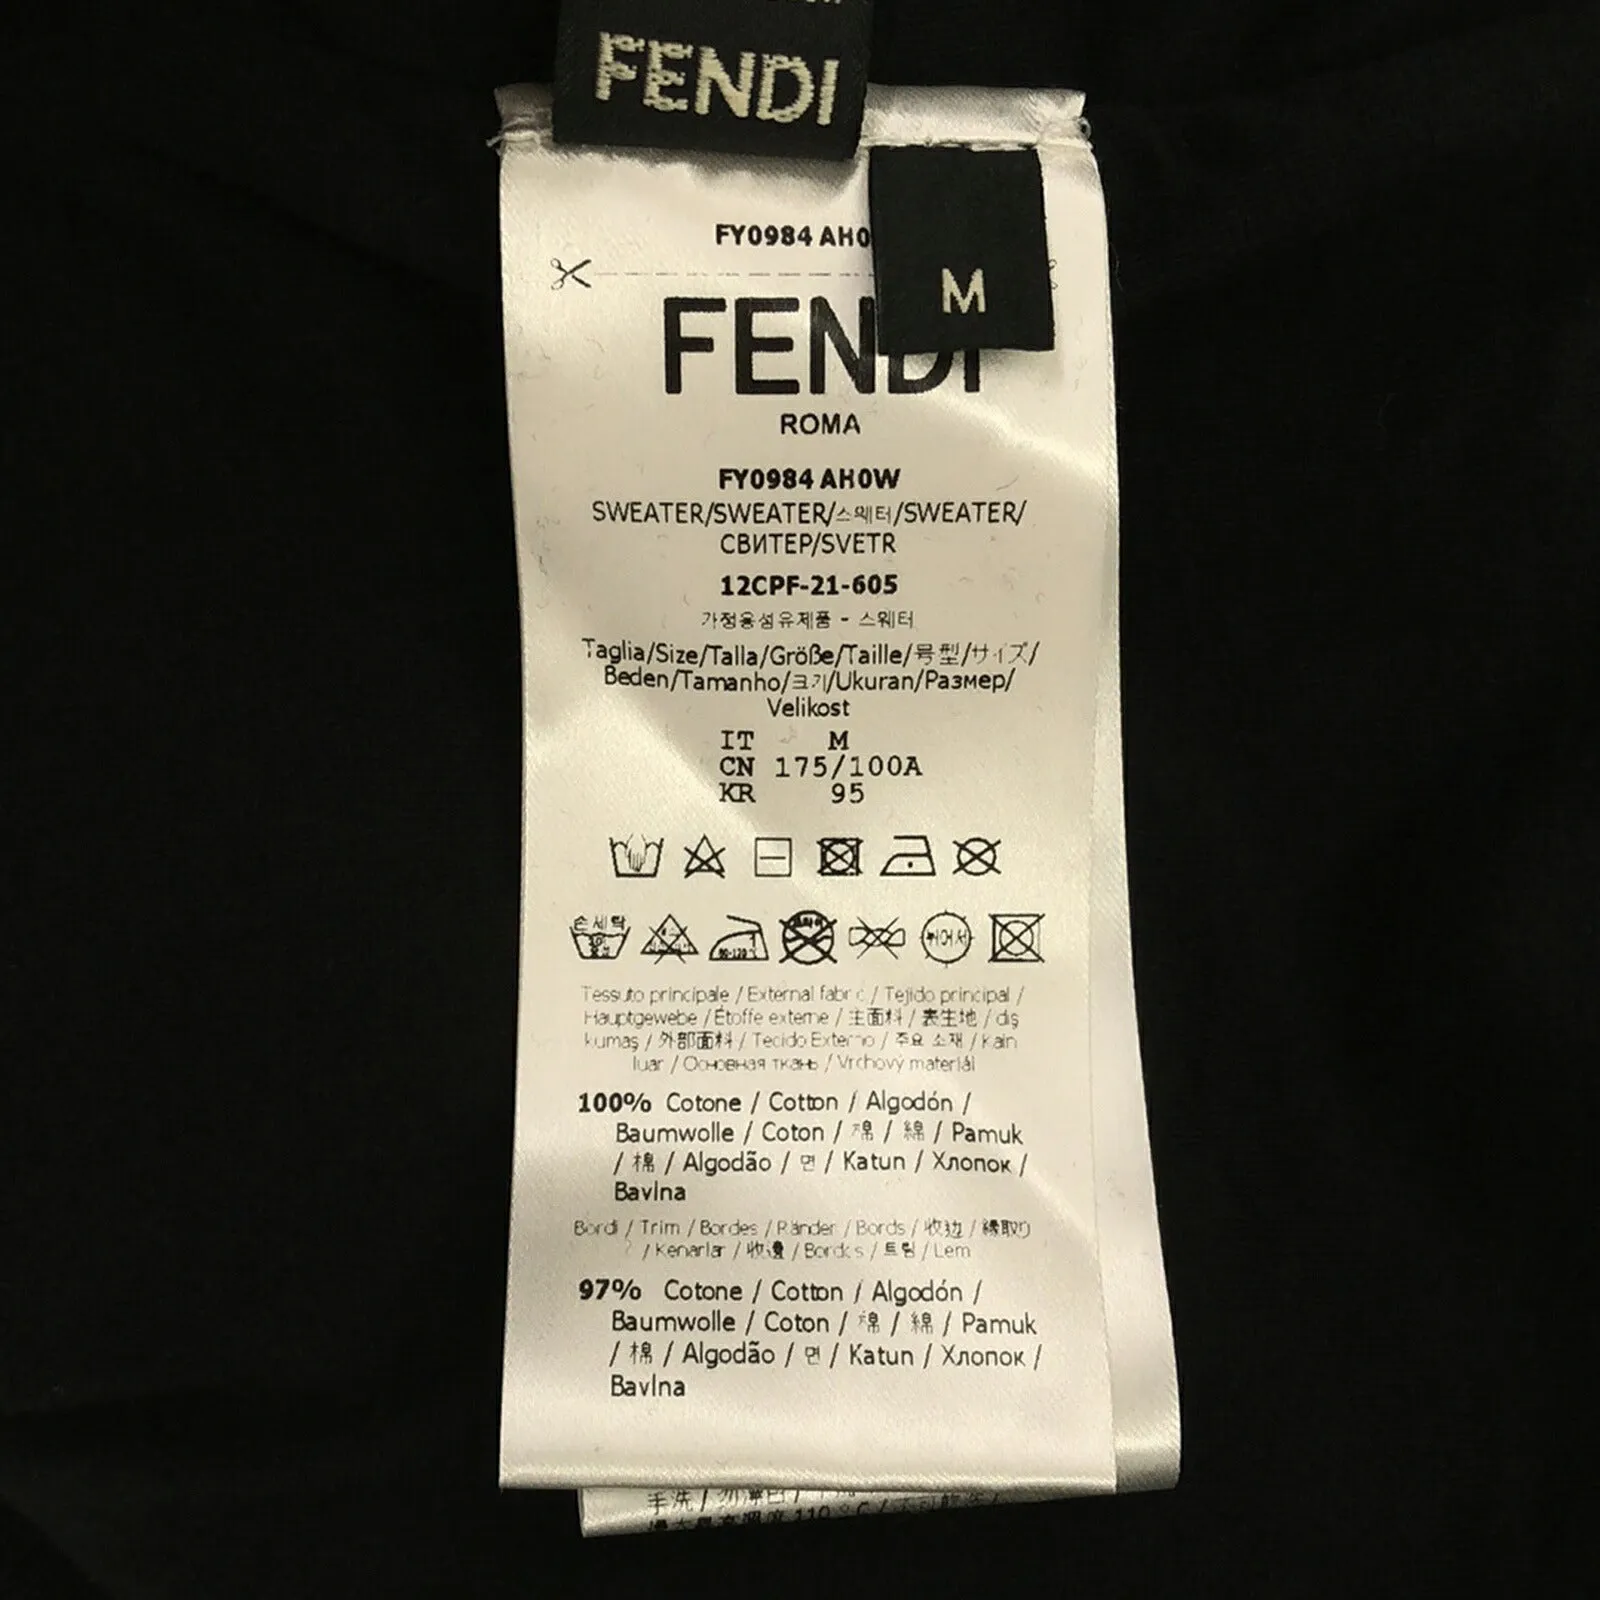 FENDI
M
FY0984 AH0
FENDI
ROMA
FY0984 AH0W
SWEATER/SWEATER/스웨터/SWEATER/
СВИТЕР/SVETR
12CPF-21-605
가정용섬유제품 - 스웨터
Taglia/Size/Talla/Größe/Taille/号型/サイズ/
Beden/Tamanho/크기/Ukuran/Размер/
Velikost
IT M
CN 175/100A
KR 95
손세탁
Tessuto principale / External fabric / Tejido principal /
Hauptgewebe / Étoffe externe / 主面料 / 表生地 / dış
kumaş / 外部面料 / Tecido Externo / 주요 소재 / Kain
luar / Основная ткань / Vrchový materiál
100% Cotone / Cotton / Algodón /
Baumwolle / Coton / 棉 / 綿 / Pamuk
/ 棉 / Algodão / 면 / Katun / Хлопок /
Bavlna
Bordi / Trim / Bordes / Ränder / Bords / 收边 / 縁取り
/ Kenarlar / 收邊 / Bordos / 트림 / Lem
97% Cotone / Cotton / Algodón /
Baumwolle / Coton / 棉 / 綿 / Pamuk
/ 棉 / Algodão / 면 / Katun / Хлопок /
Bavlna
手洗 / 勿漂白 /
110